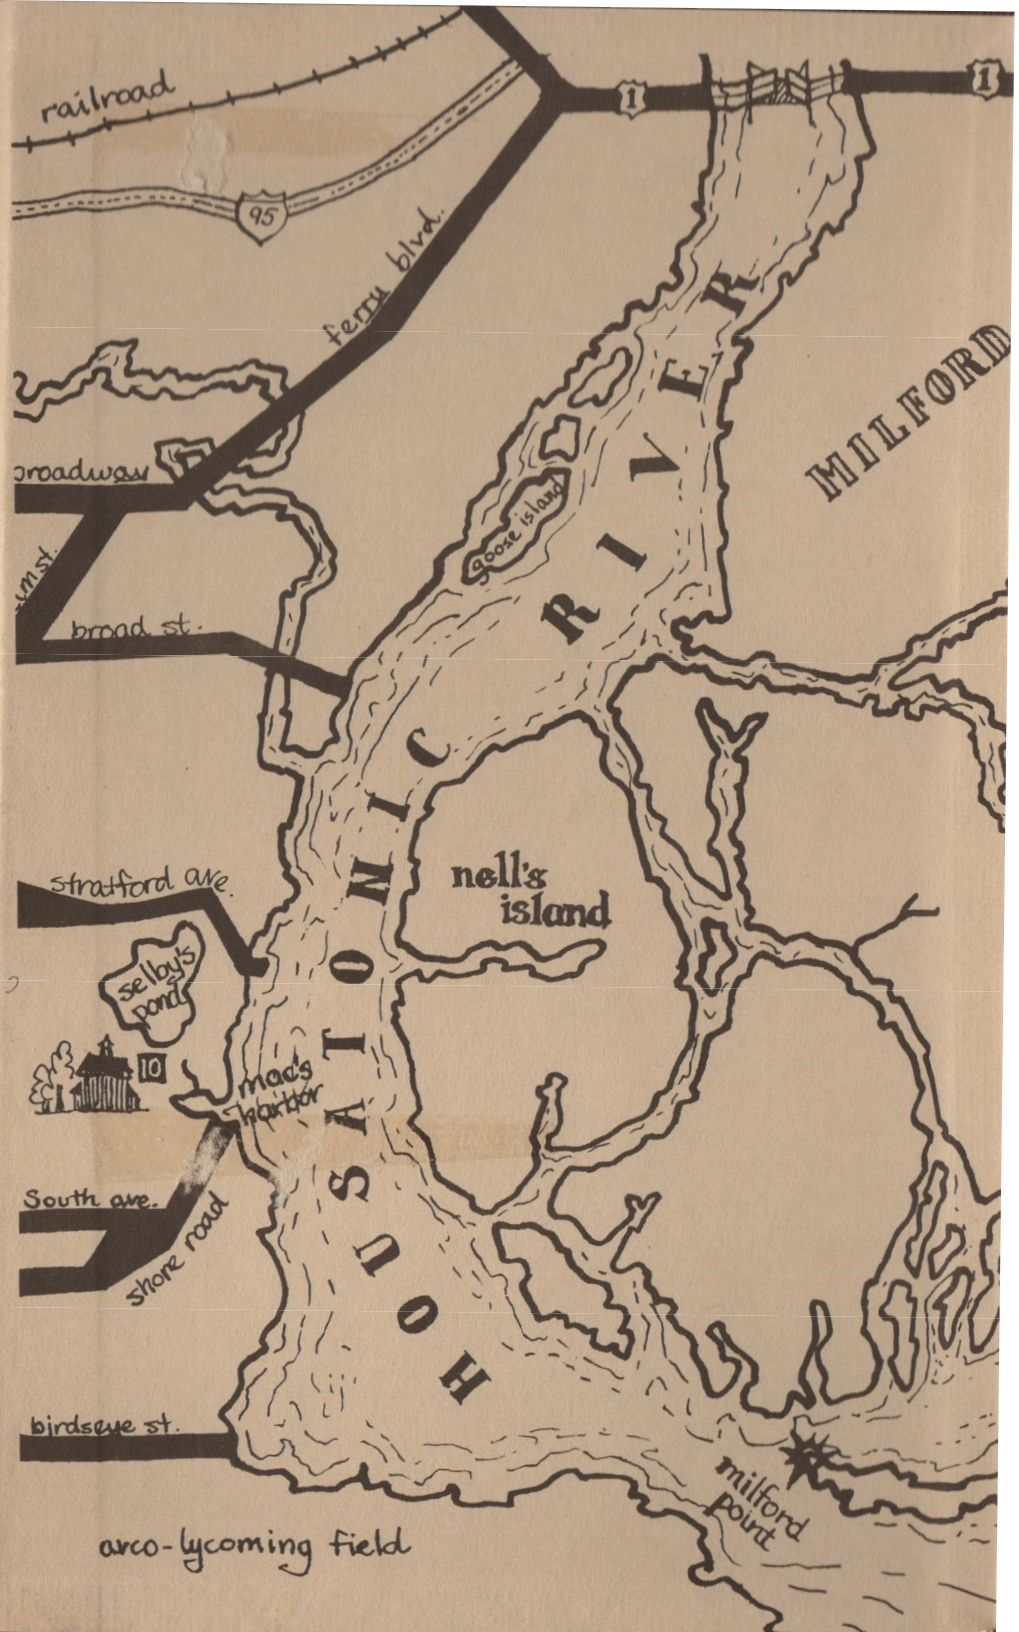 railroad
1
1
95
ferry blvd.
MILFORD
broadway
goose island
broad st.
HOUSATONIC RIVER
stratford ave.
nell's
island
selby's
pond
10
mac's
harbor
South ave.
shore road
birdseye st.
milford
point
arco-lycoming field